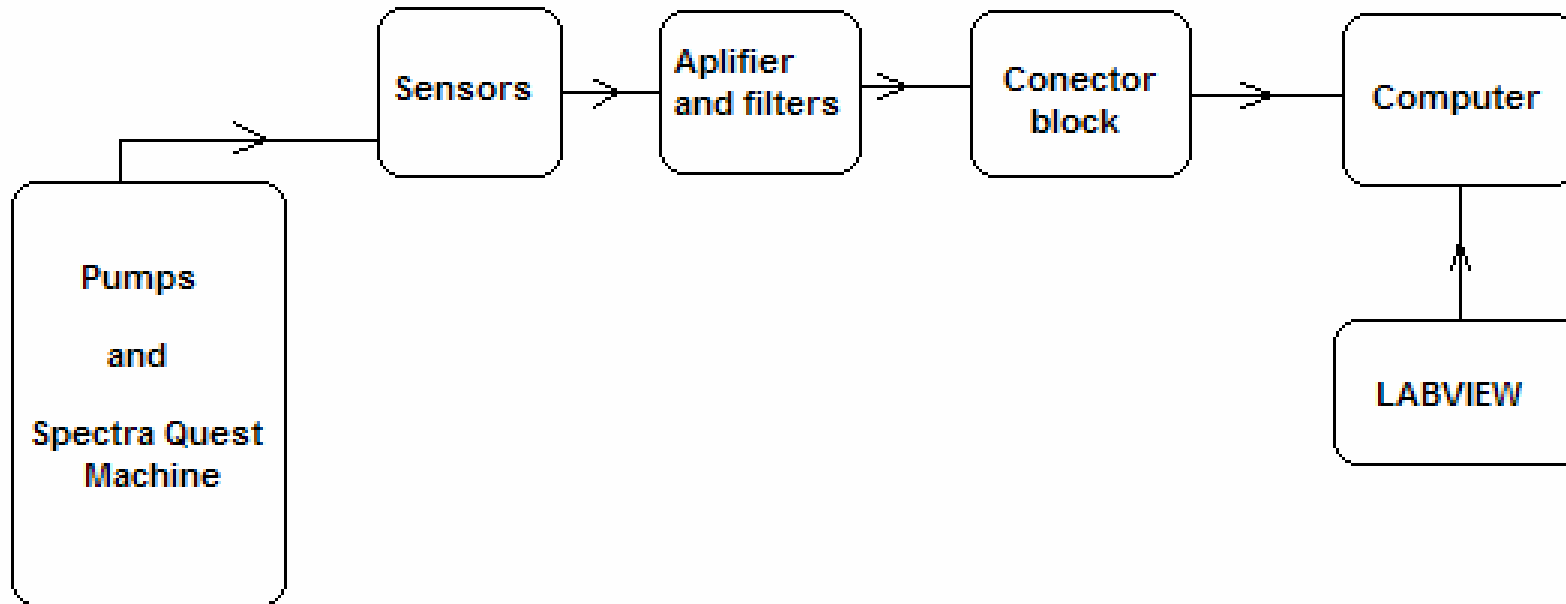 Pumps
and
Spectra Quest
Machine
Sensors
Aplifier
and filters
Conector
block
Computer
LABVIEW